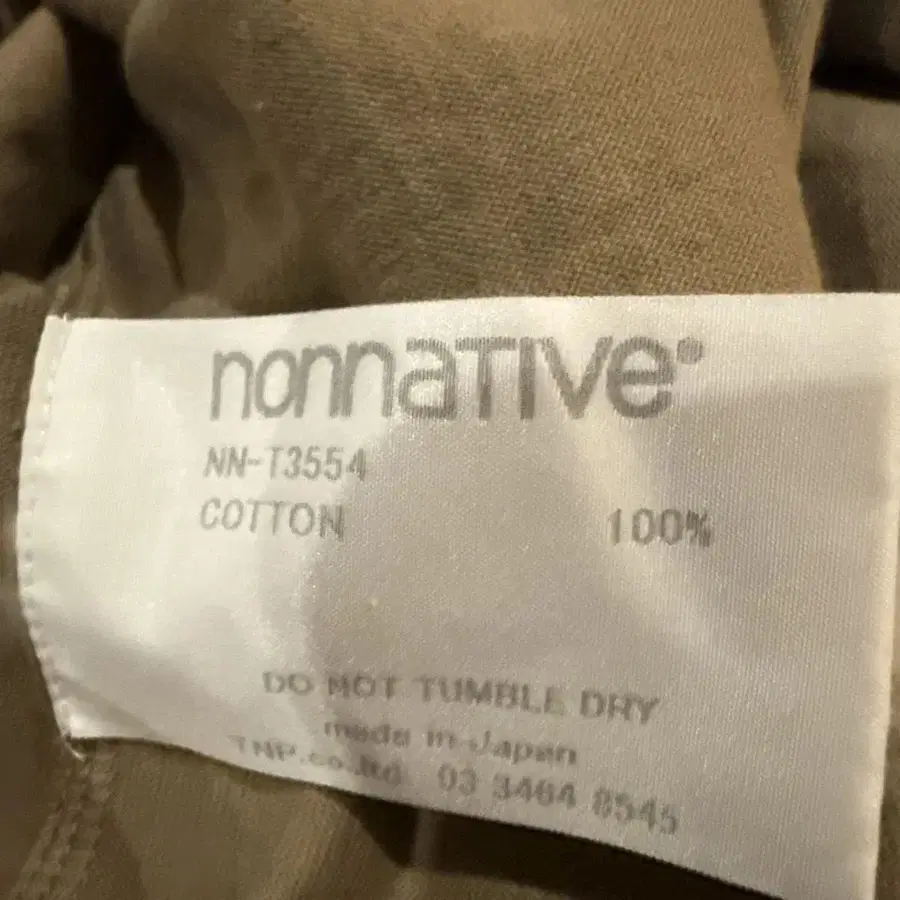 nonnaTIVe®
NN-T3554
COTTON 100%
DO NOT TUMBLE DRY
made in Japan
TNP.co.ltd. 03 3464 8545